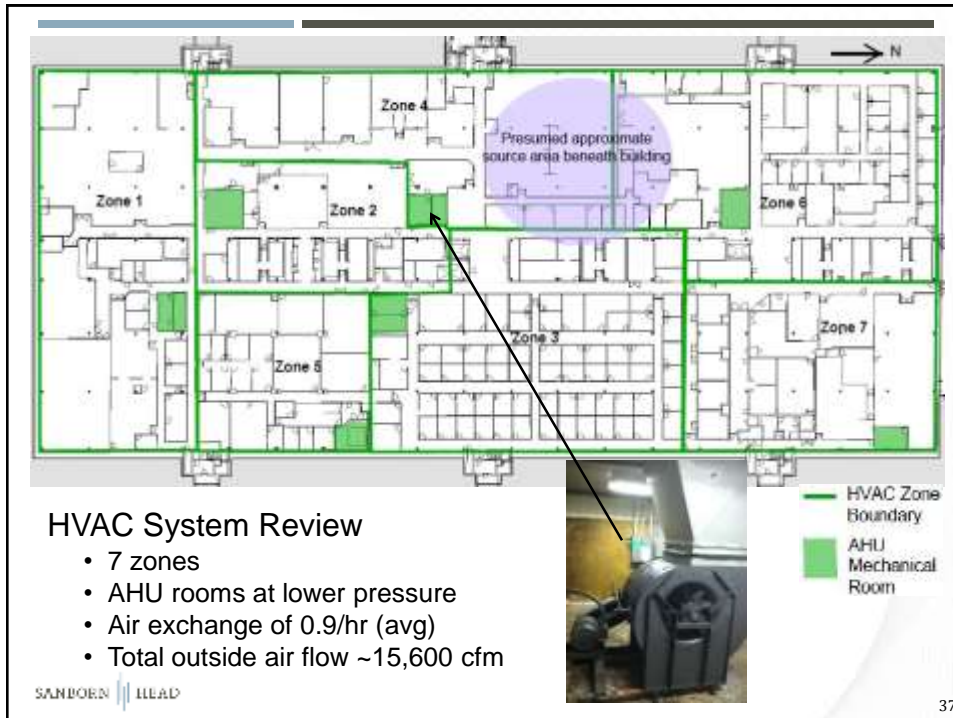 N
Zone 4
Presumed approximate
source area beneath building
Zone 1
Zone 2
Zone 6
Zone 7
Zone 3
Zone 5
HVAC System Review
• 7 zones
• AHU rooms at lower pressure
• Air exchange of 0.9/hr (avg)
• Total outside air flow ~15,600 cfm
HVAC Zone
Boundary
AHU
Mechanical
Room
SANBORN HEAD
37